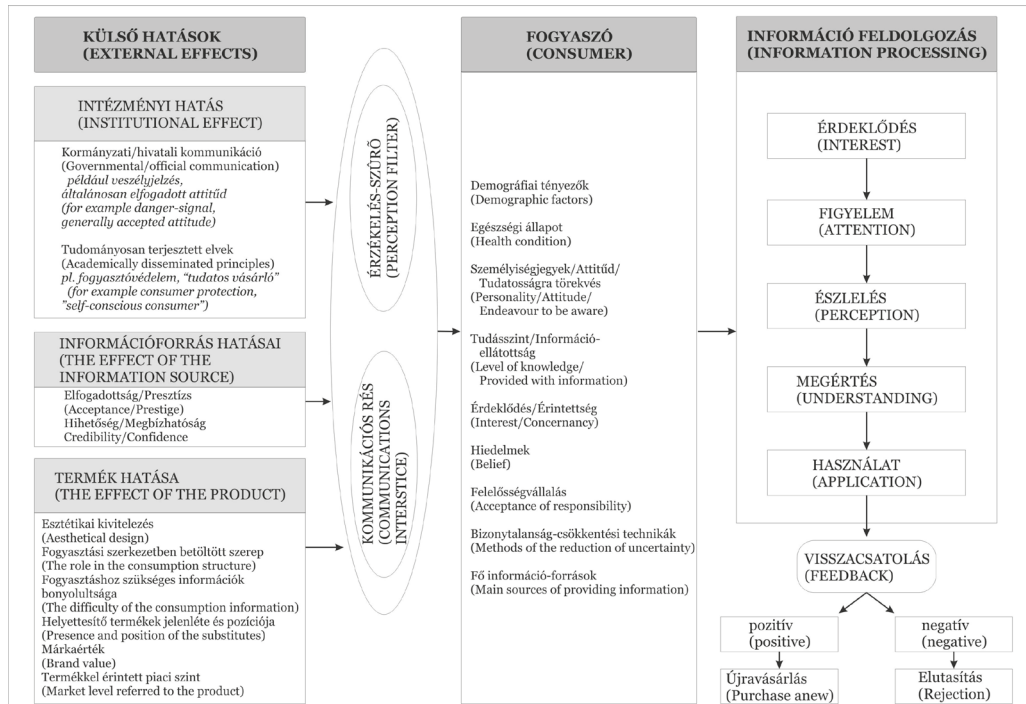 KÜLSŐ HATÁSOK
(EXTERNAL EFFECTS)
INTÉZMÉNYI HATÁS
(INSTITUTIONAL EFFECT)
Kormányzati/hivatali kommunikáció
(Governmental/official communication)
például veszélyjelzés,
általánosan elfogadott attitűd
(for example danger-signal,
generally accepted attitude)
Tudományosan terjesztett elvek
(Academically disseminated principles)
pl. fogyasztóvédelem, “tudatos vásárló”
(for example consumer protection,
”self-conscious consumer”)
INFORMÁCIÓFORRÁS HATÁSAI
(THE EFFECT OF THE
INFORMATION SOURCE)
Elfogadottság/Presztízs
(Acceptance/Prestige)
Hihetőség/Megbízhatóság
Credibility/Confidence
TERMÉK HATÁSA
(THE EFFECT OF THE PRODUCT)
Esztétikai kivitelezés
(Aesthetical design)
Fogyasztási szerkezetben betöltött szerep
(The role in the consumption structure)
Fogyasztáshoz szükséges információk
bonyolultsága
(The difficulty of the consumption information)
Helyettesítő termékek jelenléte és pozíciója
(Presence and position of the substitutes)
Márkaérték
(Brand value)
Termékkel érintett piaci szint
(Market level referred to the product)
ÉRZÉKELÉS-SZŰRŐ
(PERCEPTION FILTER)
KOMMUNIKÁCIÓS RÉS
(COMMUNICATIONS
INTERSTICE)
FOGYASZÓ
(CONSUMER)
Demográfiai tényezők
(Demographic factors)
Egészségi állapot
(Health condition)
Személyiségjegyek/Attitűd/
Tudatosságra törekvés
(Personality/Attitude/
Endeavour to be aware)
Tudásszint/Információ-
ellátottság
(Level of knowledge/
Provided with information)
Érdeklődés/Érintettség
(Interest/Concernancy)
Hiedelmek
(Belief)
Felelősségvállalás
(Acceptance of responsibility)
Bizonytalanság-csökkentési technikák
(Methods of the reduction of uncertainty)
Fő információ-források
(Main sources of providing information)
INFORMÁCIÓ FELDOLGOZÁS
(INFORMATION PROCESSING)
ÉRDEKLŐDÉS
(INTEREST)
FIGYELEM
(ATTENTION)
ÉSZLELÉS
(PERCEPTION)
MEGÉRTÉS
(UNDERSTANDING)
HASZNÁLAT
(APPLICATION)
VISSZACSATOLÁS
(FEEDBACK)
pozitív
(positive)
negatív
(negative)
Újravásárlás
(Purchase anew)
Elutasítás
(Rejection)